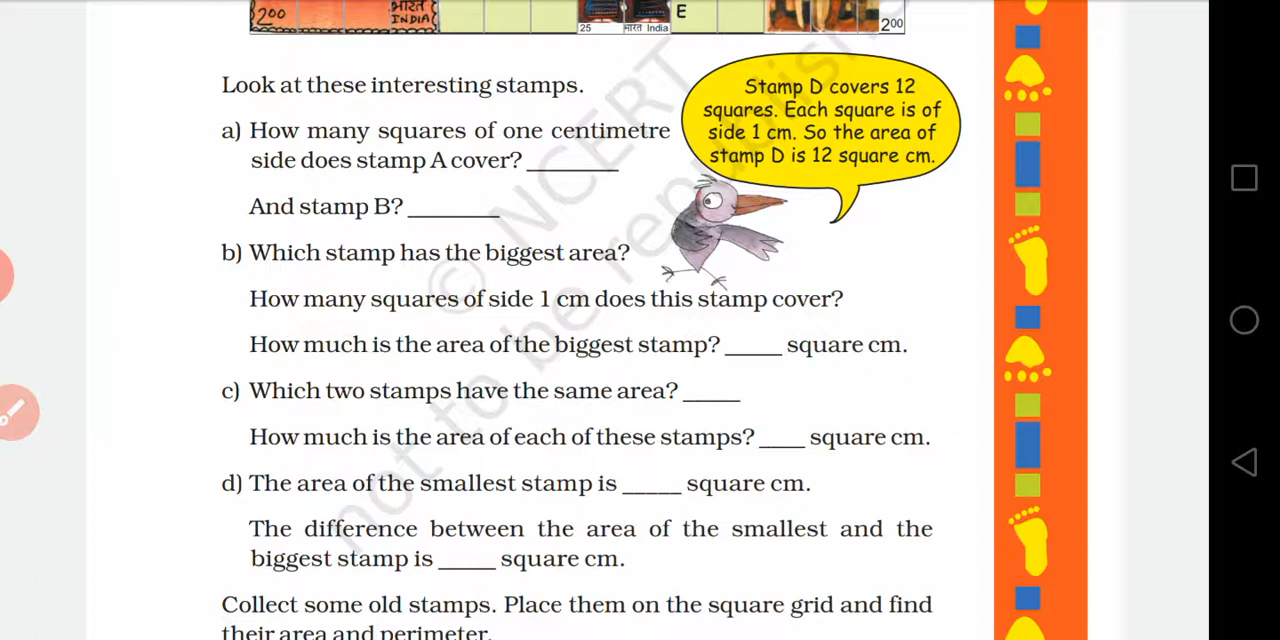 200
भारत
INDIA
25 भारत India
E
200
Look at these interesting stamps.
a) How many squares of one centimetre
side does stamp A cover? ________
And stamp B? ________
b) Which stamp has the biggest area?
How many squares of side 1 cm does this stamp cover?
How much is the area of the biggest stamp? _____ square cm.
c) Which two stamps have the same area? _____
How much is the area of each of these stamps? ____ square cm.
d) The area of the smallest stamp is _____ square cm.
The difference between the area of the smallest and the
biggest stamp is _____ square cm.
Collect some old stamps. Place them on the square grid and find
their area and perimeter.
Stamp D covers 12
squares. Each square is of
side 1 cm. So the area of
stamp D is 12 square cm.
© NCERT
not to be republish